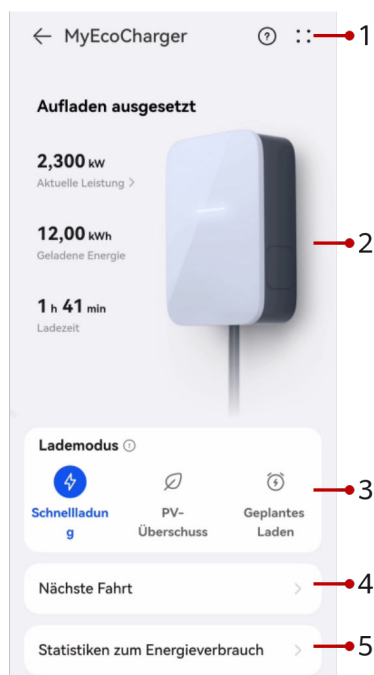 MyEcoCharger
1
Aufladen ausgesetzt
2,300 kW
Aktuelle Leistung >
12,00 kWh
Geladene Energie
2
1 h 41 min
Ladezeit
Lademodus
3
Schnellladun
g
PV-
Überschuss
Geplantes
Laden
Nächste Fahrt
4
Statistiken zum Energieverbrauch
5